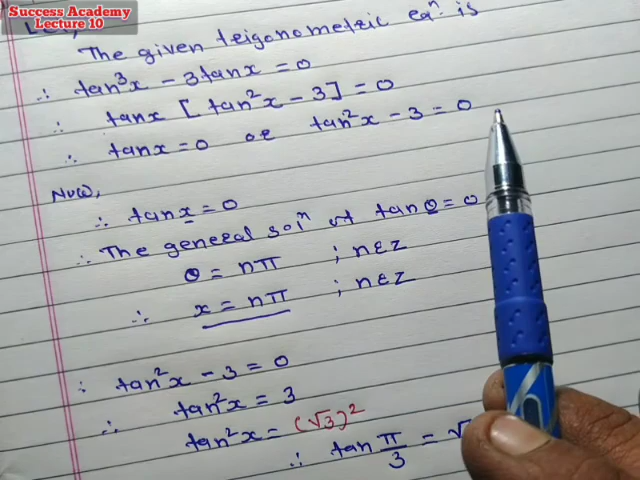 Success Academy
Lecture 10
The given trigonometric eqⁿ. is
∴ tan³x − 3tanx = 0
∴ tanx [tan²x − 3] = 0
∴ tanx = 0 or tan²x − 3 = 0
Now,
∴ tanx = 0
∴ The general solⁿ of tanθ = 0
θ = nπ ; n∈Z
∴ x = nπ ; n∈Z
∴ tan²x − 3 = 0
∴ tan²x = 3
tan²x = (√3)²
∴ tan π/3 = √